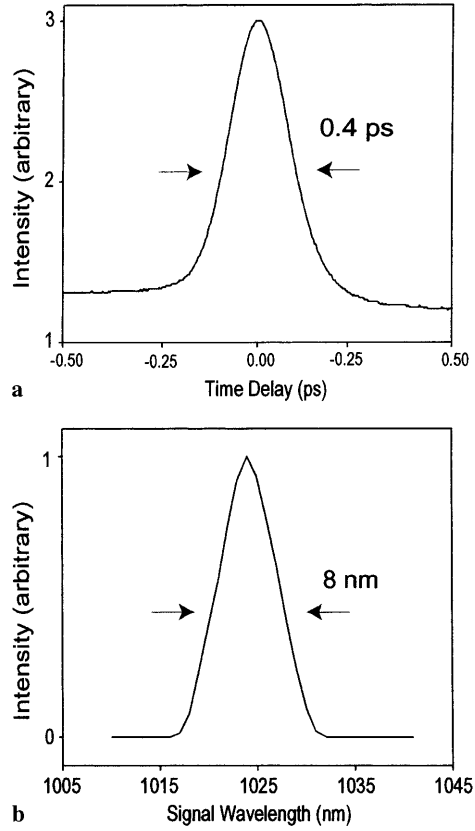 3
2
1
Intensity (arbitrary)
0.4 ps
-0.50
-0.25
0.00
-0.25
0.50
Time Delay (ps)
a
1
0
Intensity (arbitrary)
8 nm
1005
1015
1025
1035
1045
Signal Wavelength (nm)
b